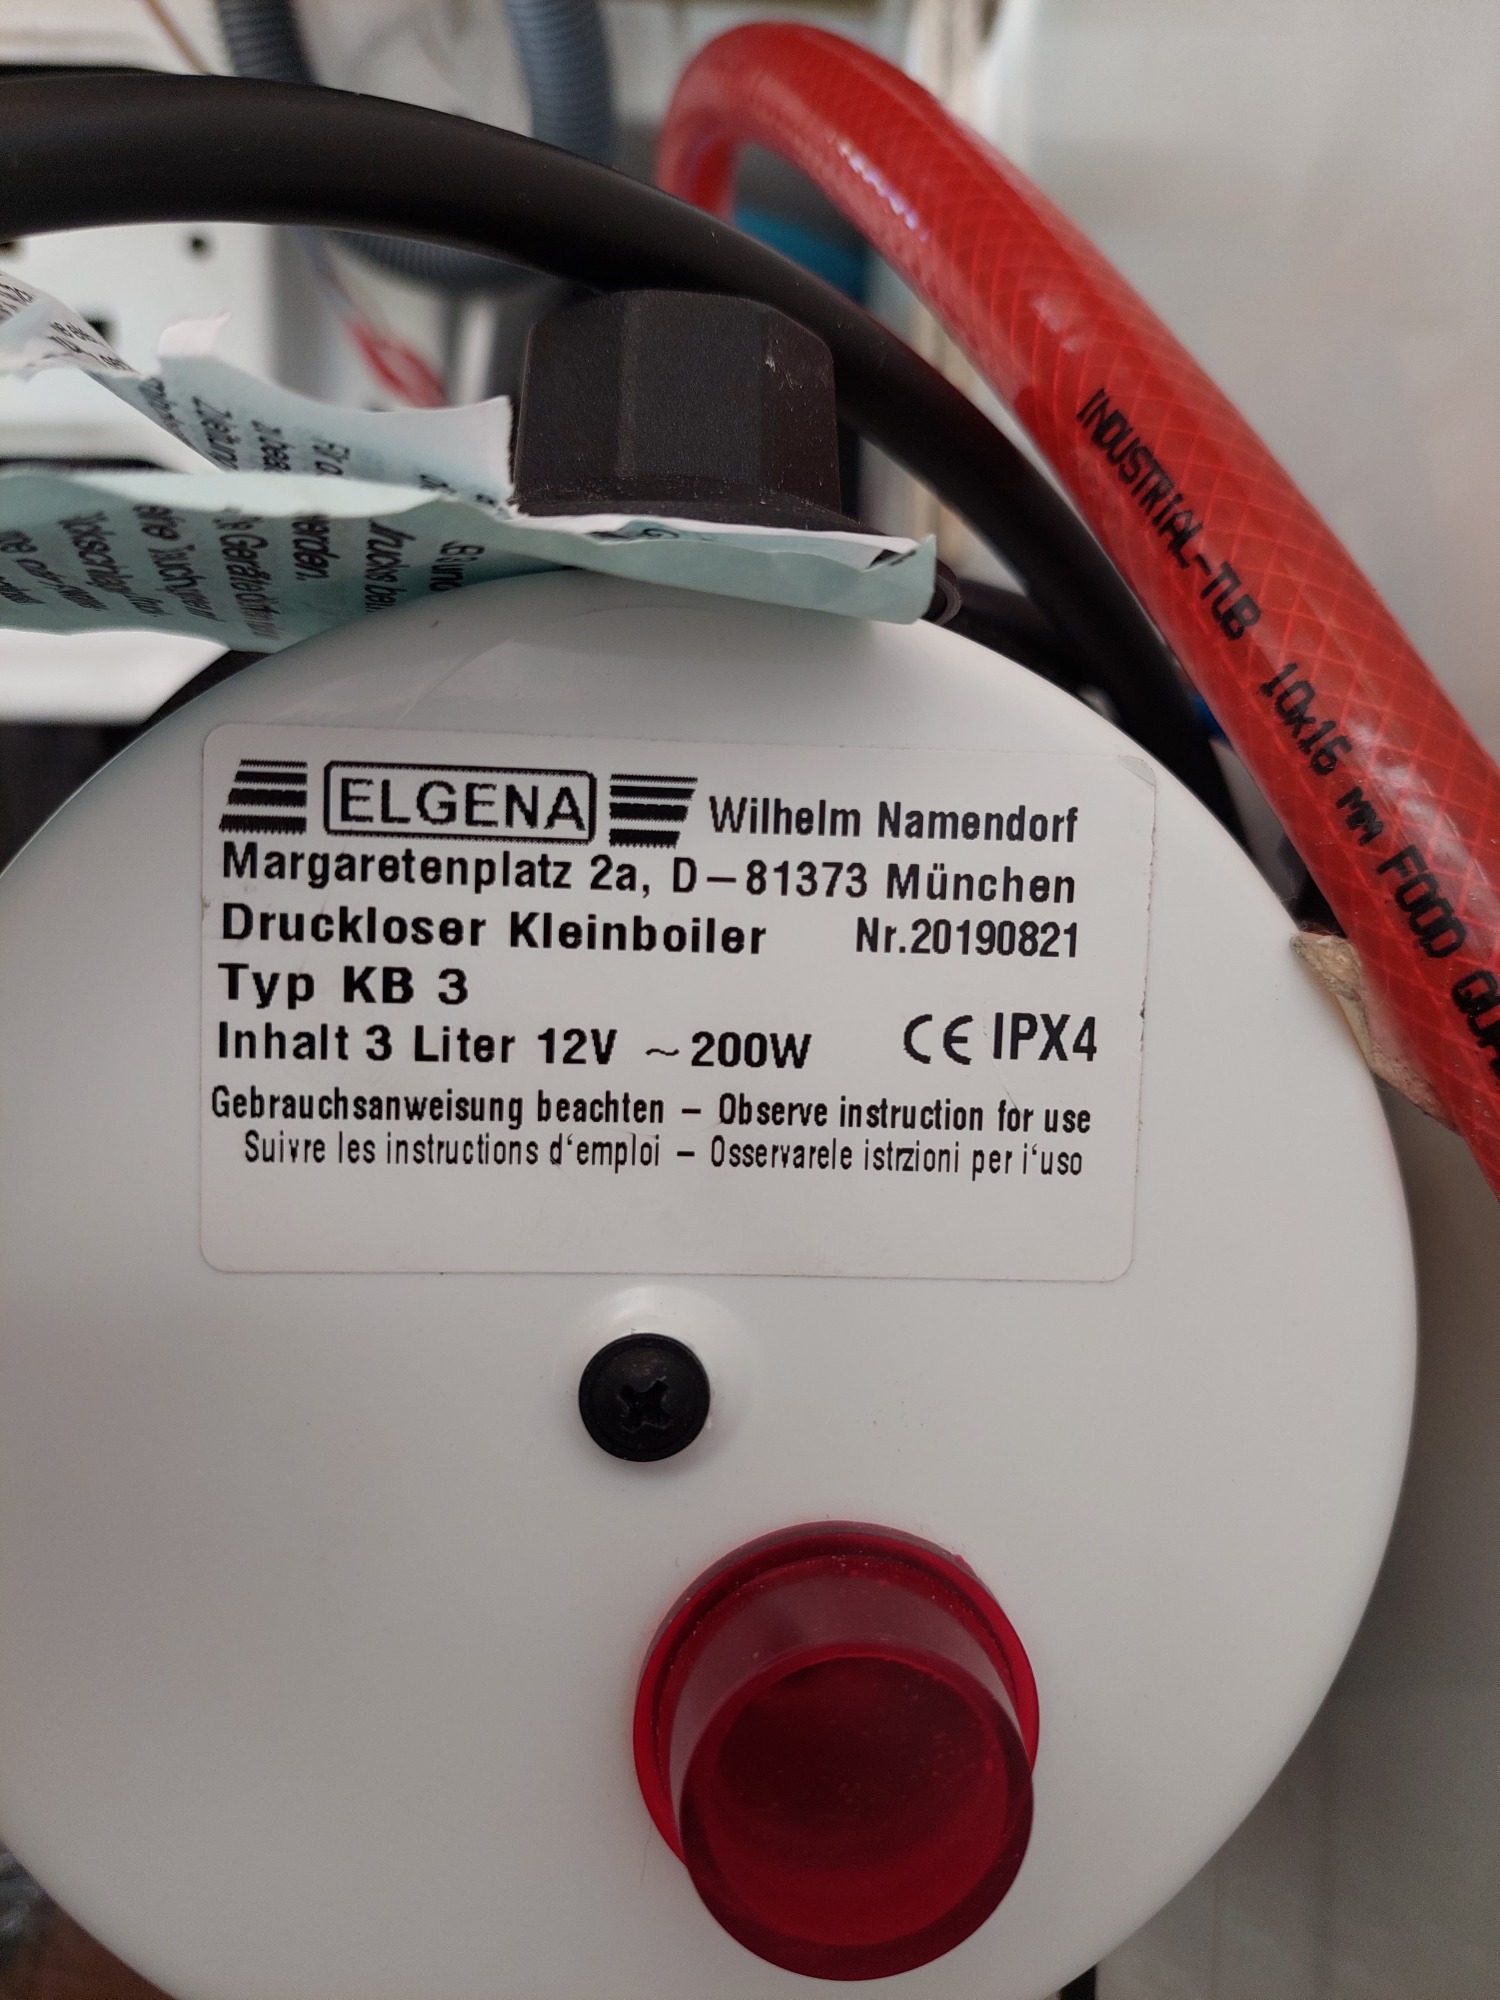 ELGENA Wilhelm Namendorf
Margaretenplatz 2a, D–81373 München
Druckloser Kleinboiler Nr.20190821
Typ KB 3
Inhalt 3 Liter 12V ~200W CE IPX4
Gebrauchsanweisung beachten – Observe instruction for use
Suivre les instructions d‘emploi – Osservarele istrzioni per i‘uso
INDUSTRIAL-TUB 10x16 MM FOOD
werden.